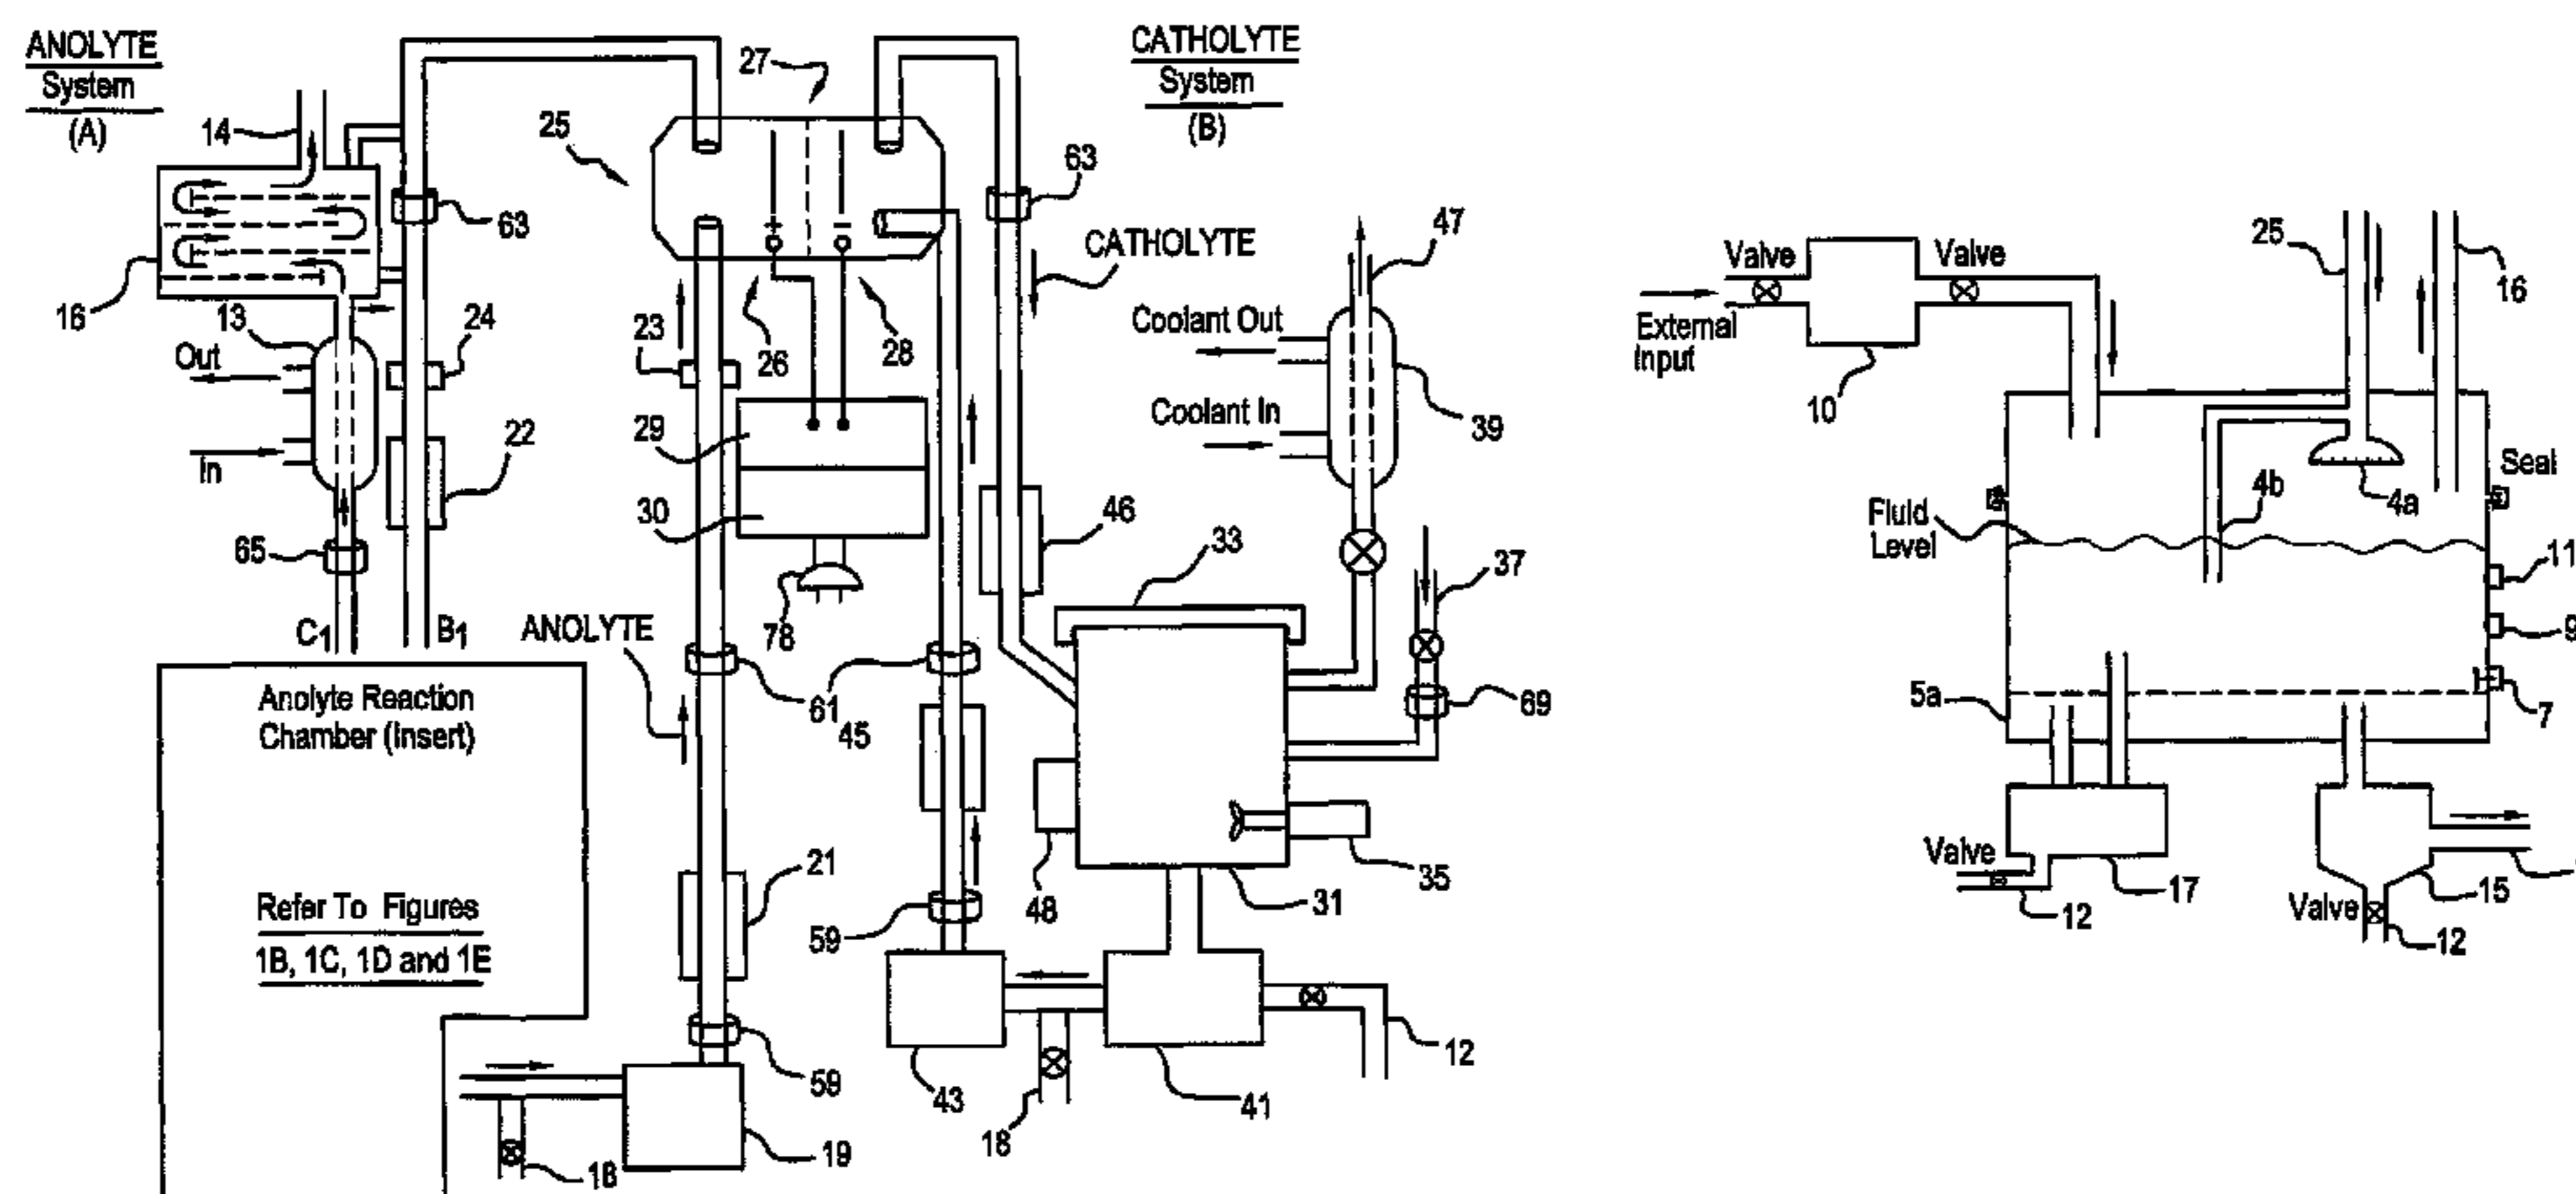 ANOLYTE
System
(A)
CATHOLYTE
System
(B)
27
14
25
63
63
CATHOLYTE
47
16
13
24
Out
In
22
65
23
26
28
Coolant Out
Coolant In
39
29
30
46
33
37
78
C1
B1
ANOLYTE
61
45
69
Anolyte Reaction
Chamber (Insert)
Refer To Figures
1B, 1C, 1D and 1E
21
59
59
48
31
35
43
18
41
12
19
18
Valve
Valve
External
Input
10
25
16
Seal
4a
4b
Fluid
Level
11
9
7
5a
Valve
12
17
Valve
12
15